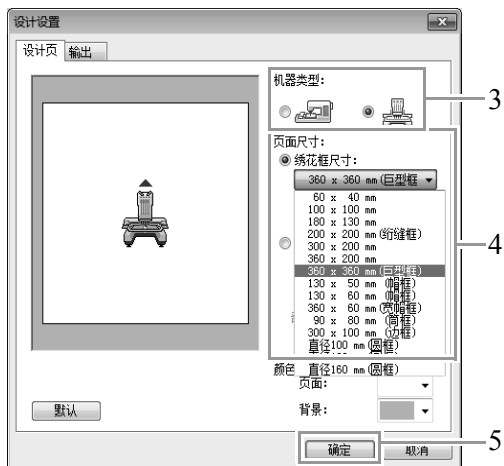 设计设置
设计页 输出
机器类型:
3
页面尺寸:
绣花框尺寸:
360 x 360 mm(巨型框
60 x 40 mm
100 x 100 mm
180 x 130 mm
200 x 200 mm(绗缝框)
300 x 200 mm
360 x 200 mm
4
360 x 360 mm(巨型框)
130 x 50 mm (帽框)
130 x 60 mm (帽框)
360 x 60 mm(宽帽框)
90 x 80 mm (筒框)
300 x 100 mm (边框)
直径100 mm(圆框)
直径160 mm(圆框)
颜色
页面:
默认
背景:
确定
取消
5